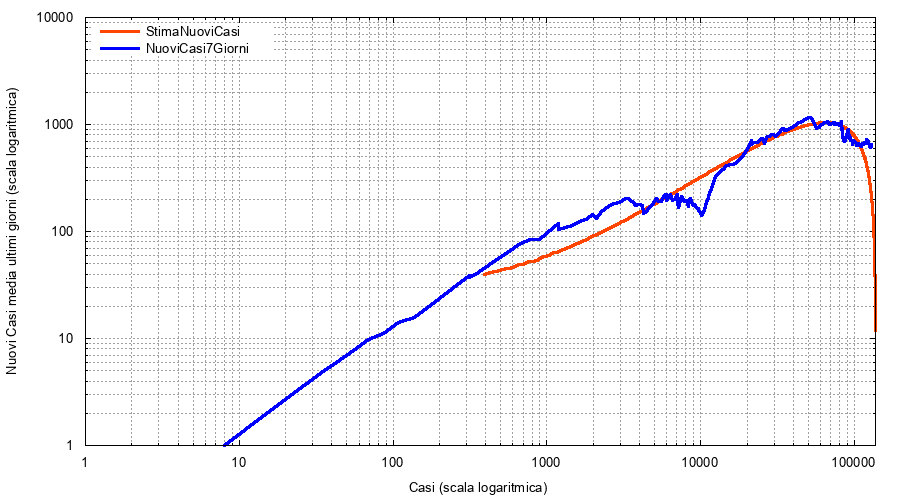 10000
StimaNuoviCasi
NuoviCasi7Giorni
1000
Nuovi Casi media ultimi giorni (scala logaritmica)
100
10
1
1 10 100 1000 10000 100000
Casi (scala logaritmica)